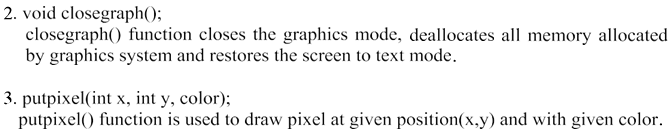 2. void closegraph();
closegraph() function closes the graphics mode, deallocates all memory allocated
by graphics system and restores the screen to text mode.
3. putpixel(int x, int y, color);
putpixel() function is used to draw pixel at given position(x,y) and with given color.